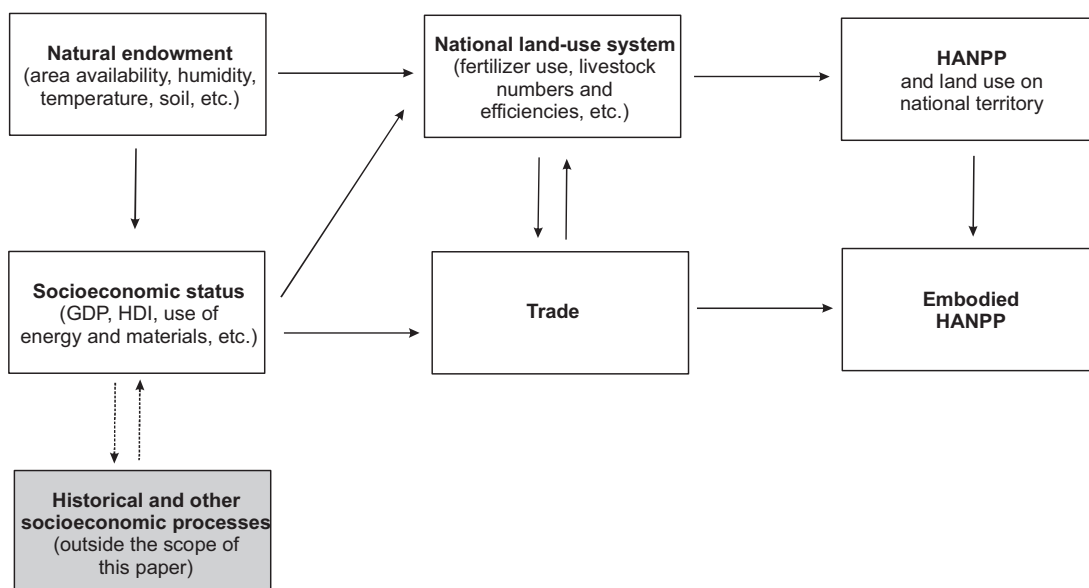 Natural endowment
(area availability, humidity,
temperature, soil, etc.)
National land-use system
(fertilizer use, livestock
numbers and
efficiencies, etc.)
HANPP
and land use on
national territory
Socioeconomic status
(GDP, HDI, use of
energy and materials, etc.)
Trade
Embodied
HANPP
Historical and other
socioeconomic processes
(outside the scope of
this paper)